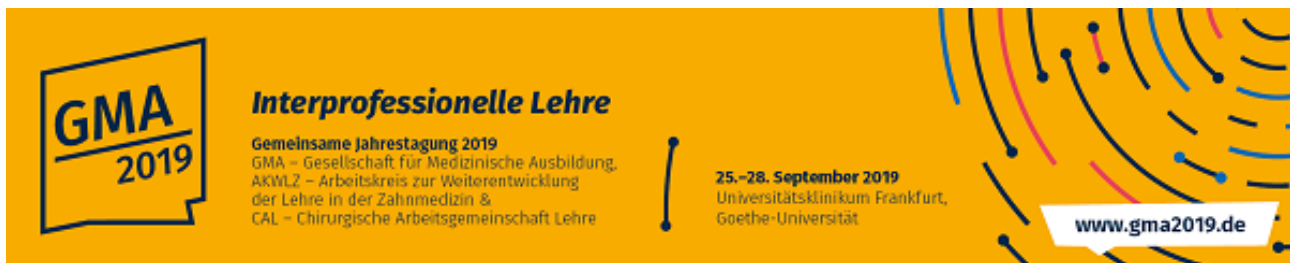 GMA
2019
Interprofessionelle Lehre
Gemeinsame Jahrestagung 2019
GMA – Gesellschaft für Medizinische Ausbildung,
AKWLZ – Arbeitskreis zur Weiterentwicklung
der Lehre in der Zahnmedizin &
CAL – Chirurgische Arbeitsgemeinschaft Lehre
25.–28. September 2019
Universitätsklinikum Frankfurt,
Goethe-Universität
www.gma2019.de